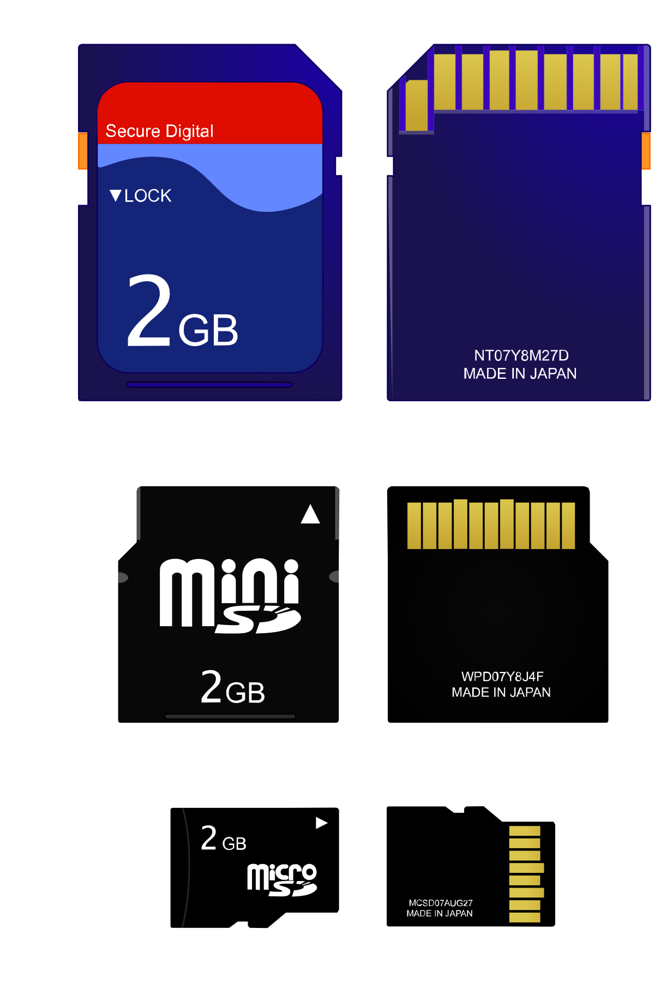 Secure Digital
▼LOCK
2GB
NT07Y8M27D
MADE IN JAPAN
mini
SD
2GB
WPD07Y8J4F
MADE IN JAPAN
2 GB
micro
SD
MCSD07AUG27
MADE IN JAPAN